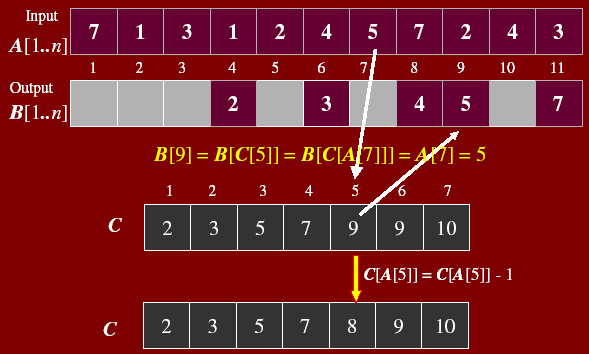 Input
A[1..n] 7 1 3 1 2 4 5 7 2 4 3
1 2 3 4 5 6 7 8 9 10 11
Output
B[1..n] 2 3 4 5 7
B[9] = B[C[5]] = B[C[A[7]]] = A[7] = 5
1 2 3 4 5 6 7
C 2 3 5 7 9 9 10
C[A[5]] = C[A[5]] - 1
C 2 3 5 7 8 9 10